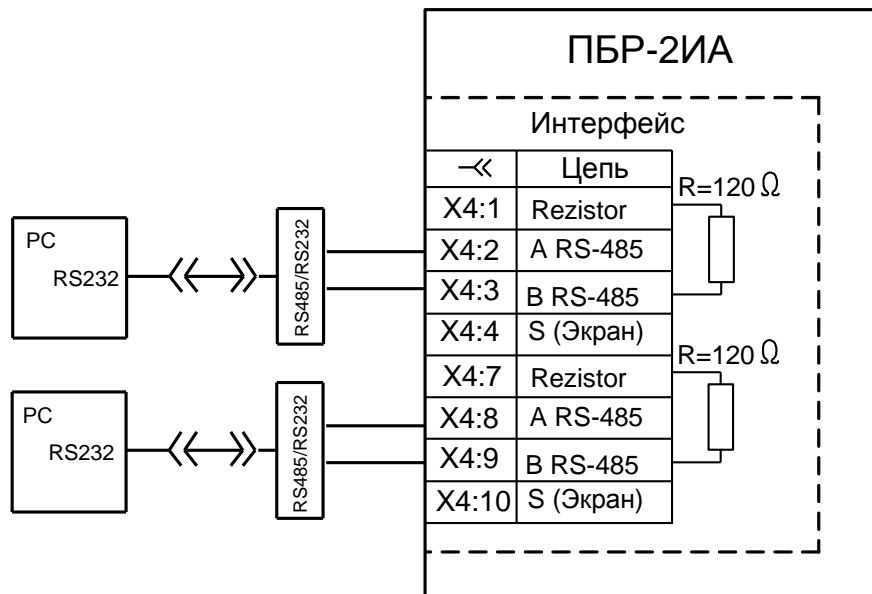 ПБР-2ИА
Интерфейс
Цепь
X4:1 Rezistor
X4:2 A RS-485
X4:3 B RS-485
X4:4 S (Экран)
X4:7 Rezistor
X4:8 A RS-485
X4:9 B RS-485
X4:10 S (Экран)
R=120 Ω
R=120 Ω
PC
RS232
RS485/RS232
PC
RS232
RS485/RS232